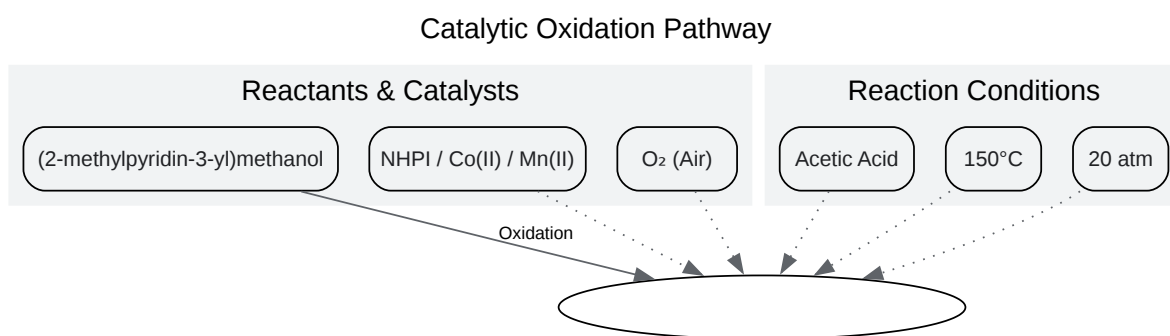 Catalytic Oxidation Pathway
Reactants & Catalysts
Reaction Conditions
(2-methylpyridin-3-yl)methanol
NHPI / Co(II) / Mn(II)
O₂ (Air)
Acetic Acid
150°C
20 atm
Oxidation